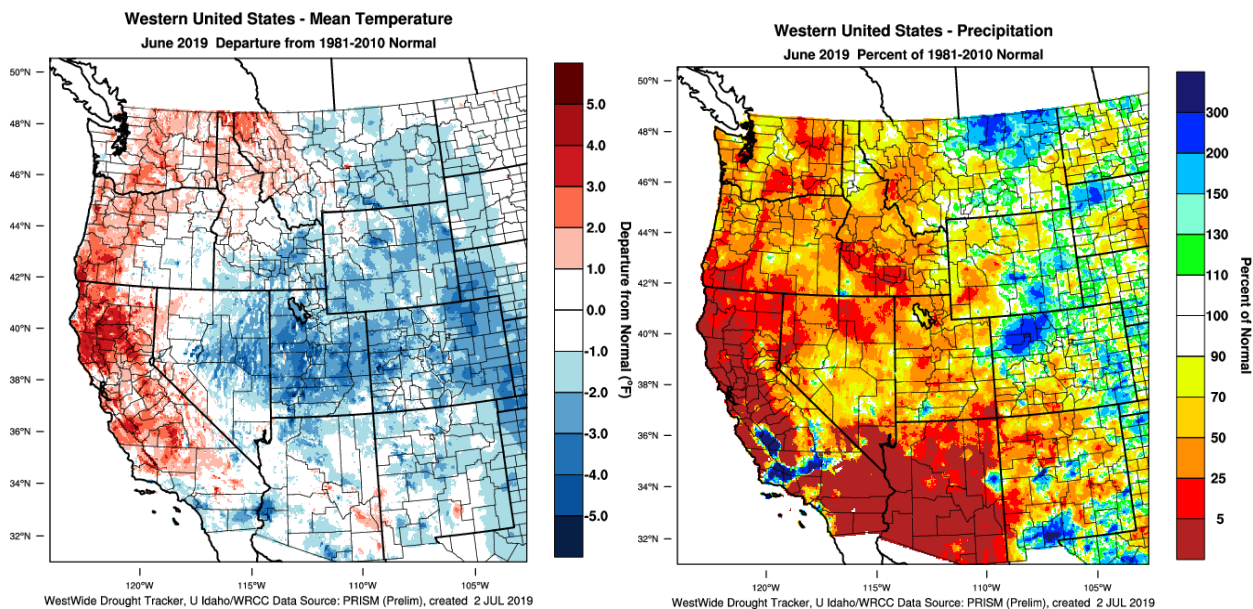 Western United States - Mean Temperature
June 2019 Departure from 1981-2010 Normal
50°N
48°N
46°N
44°N
42°N
40°N
38°N
36°N
34°N
32°N
120°W
115°W
110°W
105°W
5.0
4.0
3.0
2.0
1.0
0.0
-1.0
-2.0
-3.0
-4.0
-5.0
Departure from Normal (°F)
WestWide Drought Tracker, U Idaho/WRCC Data Source: PRISM (Prelim), created 2 JUL 2019
Western United States - Precipitation
June 2019 Percent of 1981-2010 Normal
50°N
48°N
46°N
44°N
42°N
40°N
38°N
36°N
34°N
32°N
120°W
115°W
110°W
105°W
300
200
150
130
110
100
90
70
50
25
5
Percent of Normal
WestWide Drought Tracker, U Idaho/WRCC Data Source: PRISM (Prelim), created 2 JUL 2019